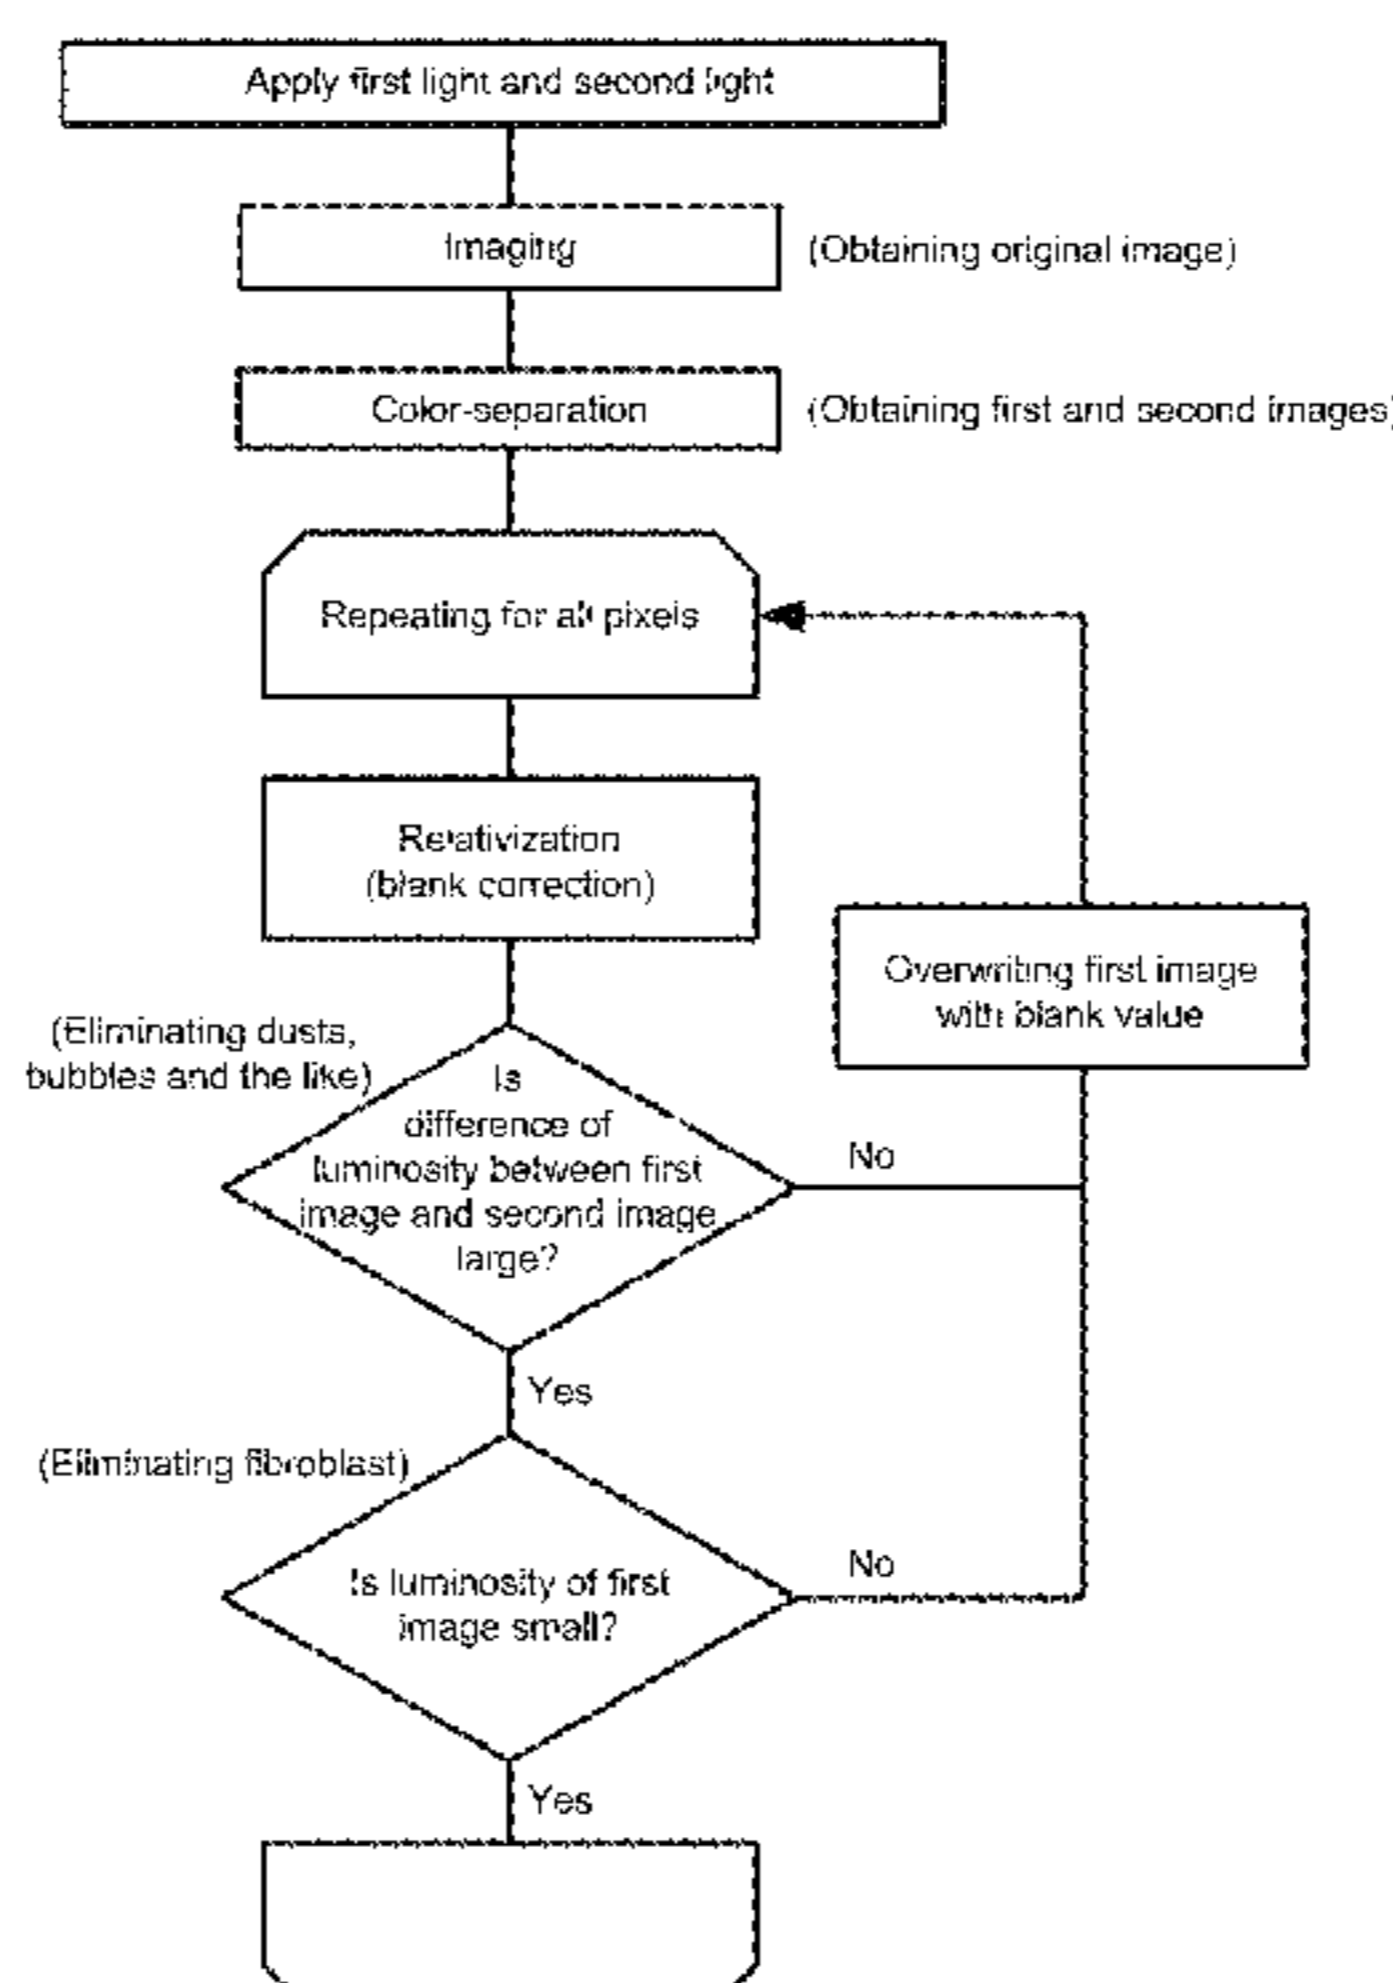 Apply first light and second light
Imaging
(Obtaining original image)
Color-separation
(Obtaining first and second images)
Repeating for all pixels
Relativization
(blank correction)
Overwriting first image
with blank value
(Eliminating dusts,
bubbles and the like)
Is
difference of
luminosity between first
image and second image
large?
No
Yes
(Eliminating fibroblast)
Is luminosity of first
image small?
No
Yes